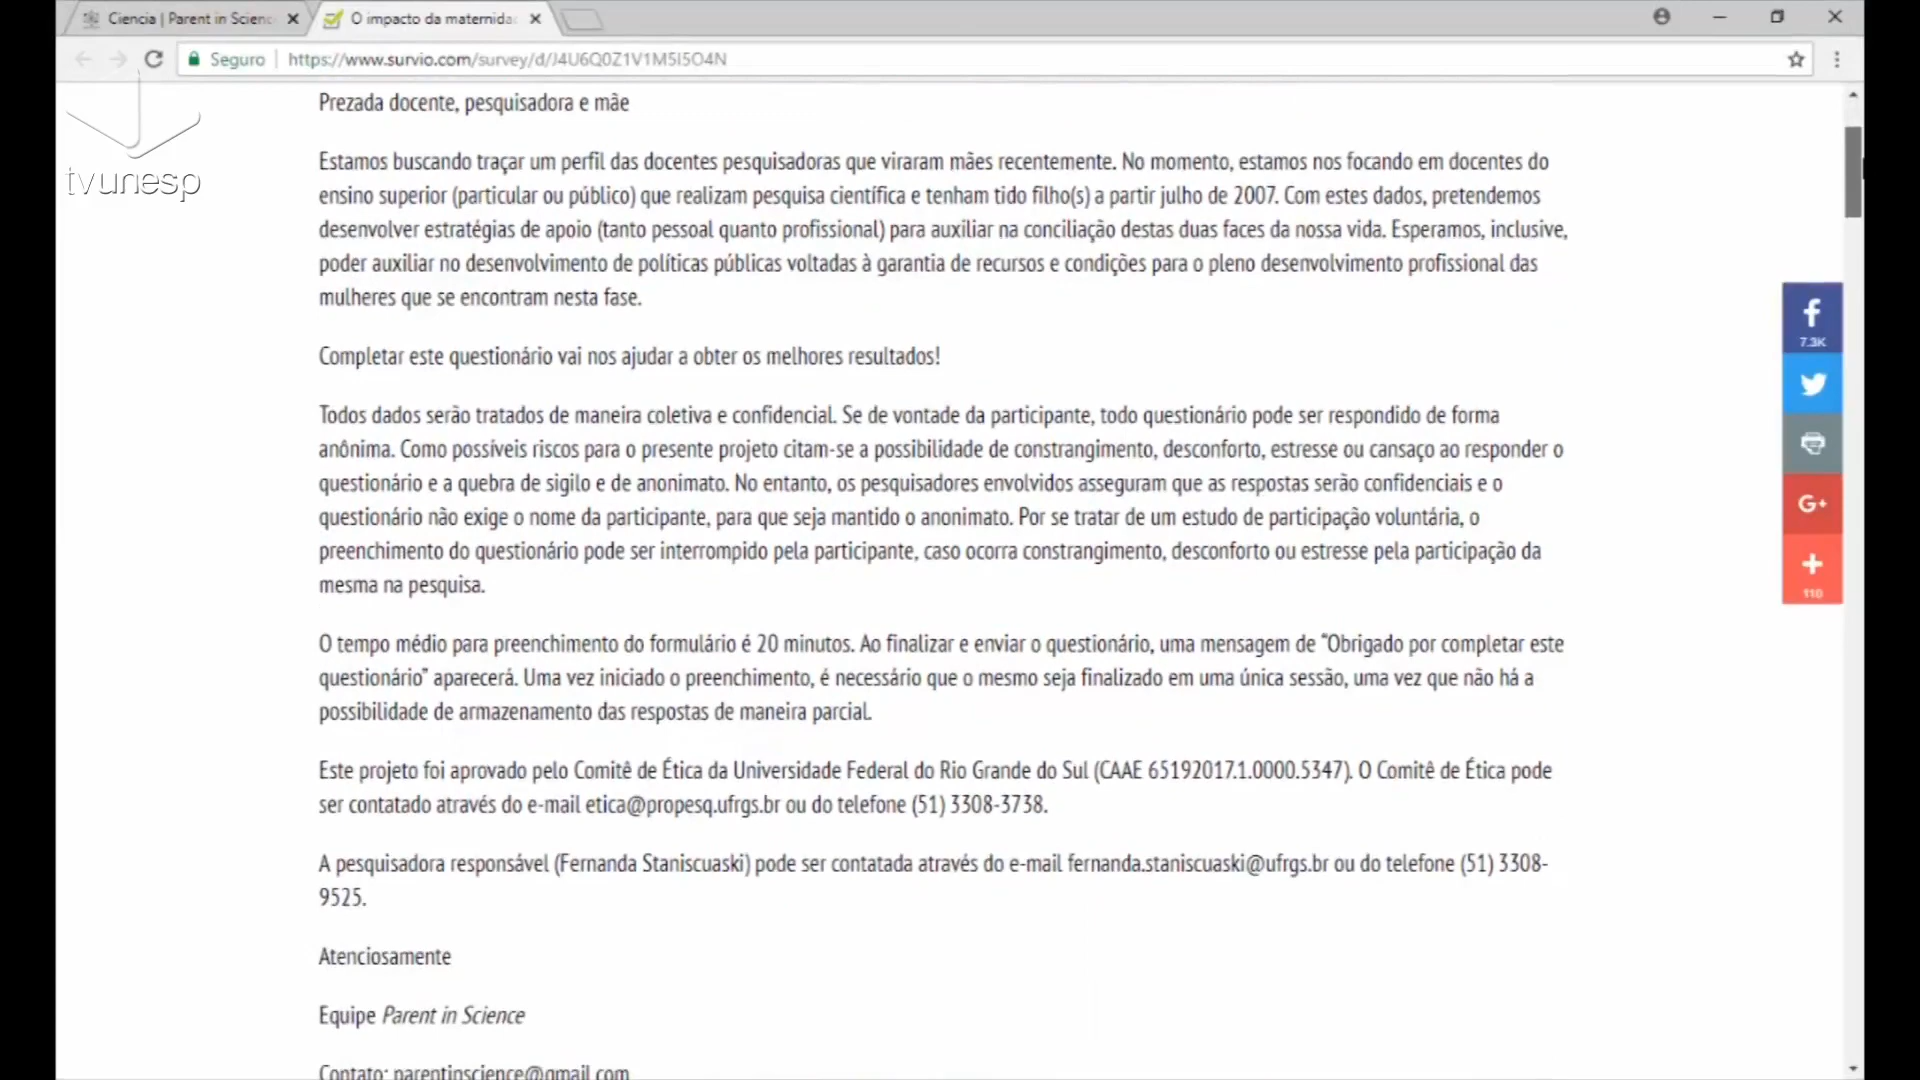 Ciencia | Parent in Scienc
O impacto da maternida
Seguro
https://www.survio.com/survey/d/J4U6Q0Z1V1M5I5O4N
tvunesp
Prezada docente, pesquisadora e mãe
Estamos buscando traçar um perfil das docentes pesquisadoras que viraram mães recentemente. No momento, estamos nos focando em docentes do
ensino superior (particular ou público) que realizam pesquisa científica e tenham tido filho(s) a partir julho de 2007. Com estes dados, pretendemos
desenvolver estratégias de apoio (tanto pessoal quanto profissional) para auxiliar na conciliação destas duas faces da nossa vida. Esperamos, inclusive,
poder auxiliar no desenvolvimento de políticas públicas voltadas à garantia de recursos e condições para o pleno desenvolvimento profissional das
mulheres que se encontram nesta fase.
Completar este questionário vai nos ajudar a obter os melhores resultados!
Todos dados serão tratados de maneira coletiva e confidencial. Se de vontade da participante, todo questionário pode ser respondido de forma
anônima. Como possíveis riscos para o presente projeto citam-se a possibilidade de constrangimento, desconforto, estresse ou cansaço ao responder o
questionário e a quebra de sigilo e de anonimato. No entanto, os pesquisadores envolvidos asseguram que as respostas serão confidenciais e o
questionário não exige o nome da participante, para que seja mantido o anonimato. Por se tratar de um estudo de participação voluntária, o
preenchimento do questionário pode ser interrompido pela participante, caso ocorra constrangimento, desconforto ou estresse pela participação da
mesma na pesquisa.
O tempo médio para preenchimento do formulário é 20 minutos. Ao finalizar e enviar o questionário, uma mensagem de “Obrigado por completar este
questionário” aparecerá. Uma vez iniciado o preenchimento, é necessário que o mesmo seja finalizado em uma única sessão, uma vez que não há a
possibilidade de armazenamento das respostas de maneira parcial.
Este projeto foi aprovado pelo Comitê de Ética da Universidade Federal do Rio Grande do Sul (CAAE 65192017.1.0000.5347). O Comitê de Ética pode
ser contatado através do e-mail etica@propesq.ufrgs.br ou do telefone (51) 3308-3738.
A pesquisadora responsável (Fernanda Staniscuaski) pode ser contatada através do e-mail fernanda.staniscuaski@ufrgs.br ou do telefone (51) 3308-
9525.
Atenciosamente
Equipe Parent in Science
Contato: parentinscience@gmail.com
7.3K
G+
110